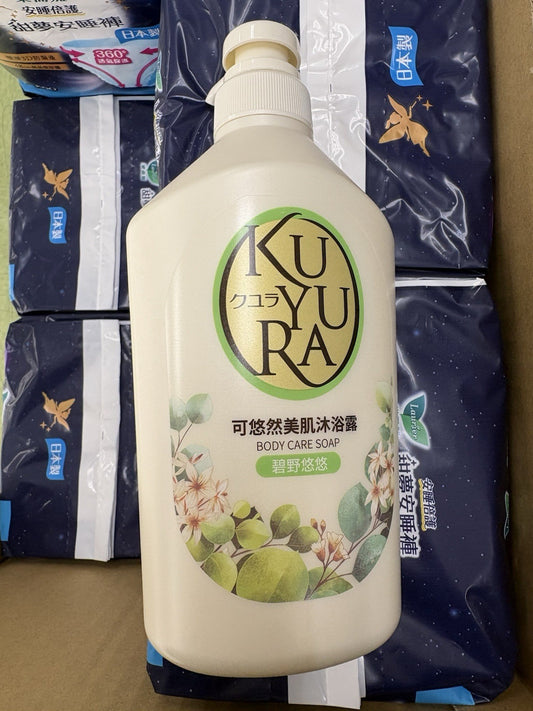 安睡倍護
甜夢安睡褲
日本製
360°
日本製
日本製
日本製
KU
クユラ
YU
RA
可悠然美肌沐浴露
BODY CARE SOAP
碧野悠悠
Laurier
甜夢安睡褲